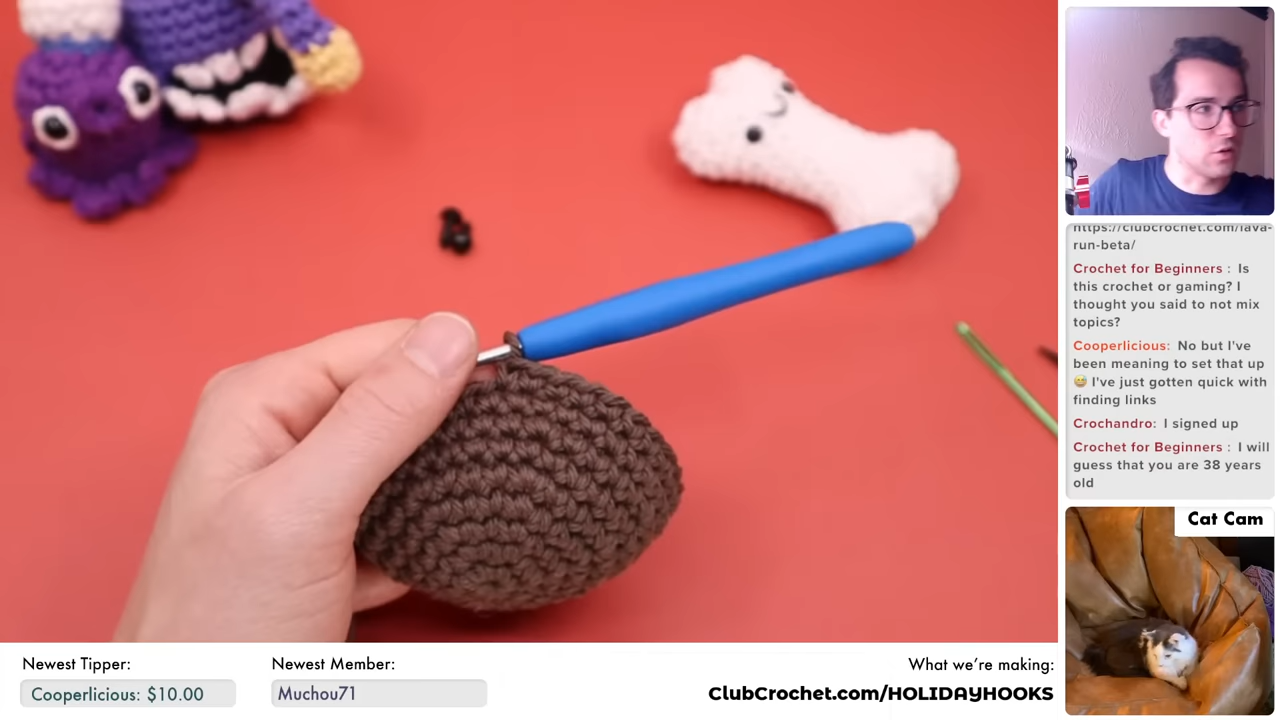 https://clubcrochet.com/lava-
run-beta/
Crochet for Beginners : Is
this crochet or gaming? I
thought you said to not mix
topics?
Cooperlicious: No but I've
been meaning to set that up
😅 I've just gotten quick with
finding links
Crochandro: I signed up
Crochet for Beginners : I will
guess that you are 38 years
old
Cat Cam
Newest Tipper:
Cooperlicious: $10.00
Newest Member:
Muchou71
What we're making:
ClubCrochet.com/HOLIDAYHOOKS